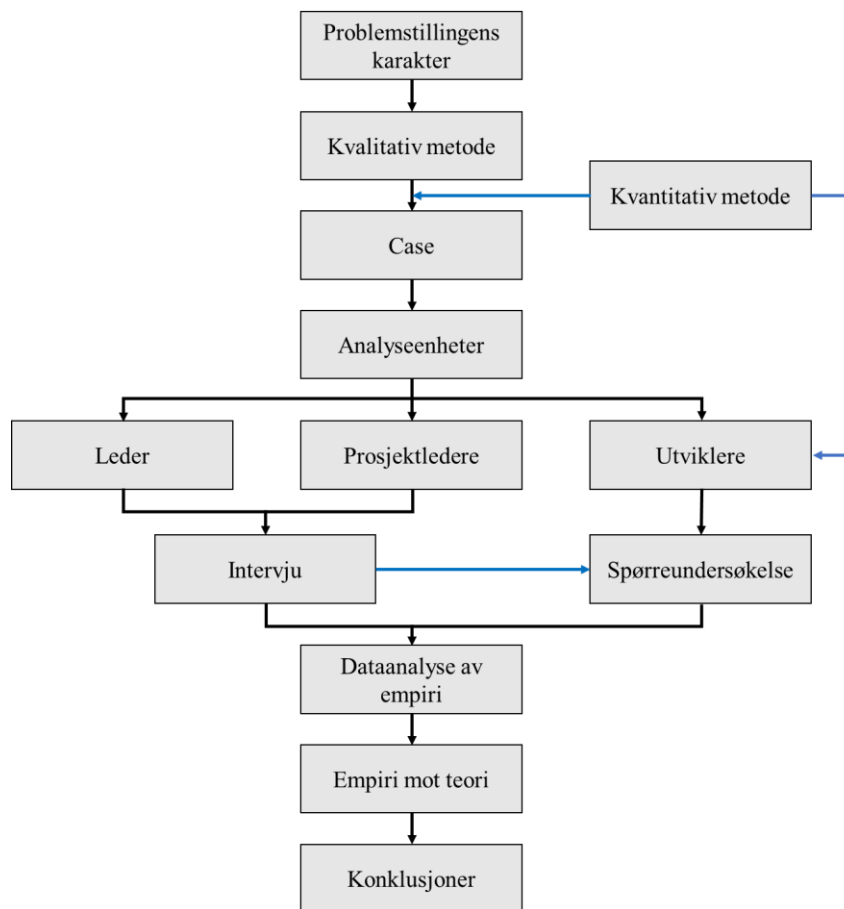 Problemstillingens
karakter
Kvalitativ metode
Kvantitativ metode
Case
Analyseenheter
Leder
Prosjektledere
Utviklere
Intervju
Spørreundersøkelse
Dataanalyse av
empiri
Empiri mot teori
Konklusjoner